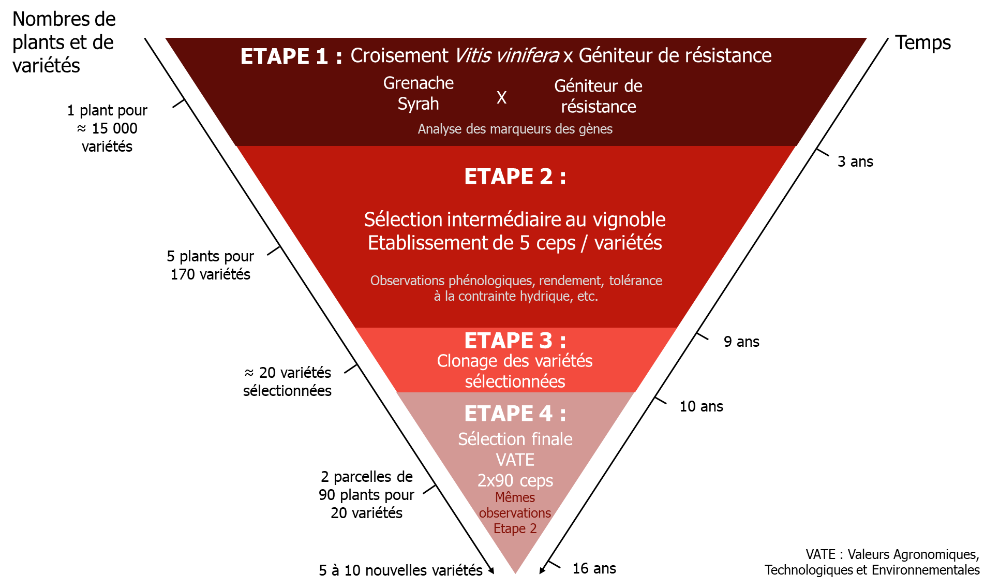 Nombres de
plants et de
variétés
Temps
ETAPE 1 : Croisement Vitis vinifera x Géniteur de résistance
Grenache
Syrah
X
Géniteur de
résistance
Analyse des marqueurs des gènes
1 plant pour
≈ 15 000
variétés
3 ans
ETAPE 2 :
Sélection intermédiaire au vignoble
Etablissement de 5 ceps / variétés
Observations phénologiques, rendement, tolérance
à la contrainte hydrique, etc.
5 plants pour
170 variétés
9 ans
ETAPE 3 :
Clonage des variétés
sélectionnées
≈ 20 variétés
sélectionnées
10 ans
ETAPE 4 :
Sélection finale
VATE
2x90 ceps
Mêmes
observations
Etape 2
2 parcelles de
90 plants pour
20 variétés
5 à 10 nouvelles variétés
16 ans
VATE : Valeurs Agronomiques,
Technologiques et Environnementales